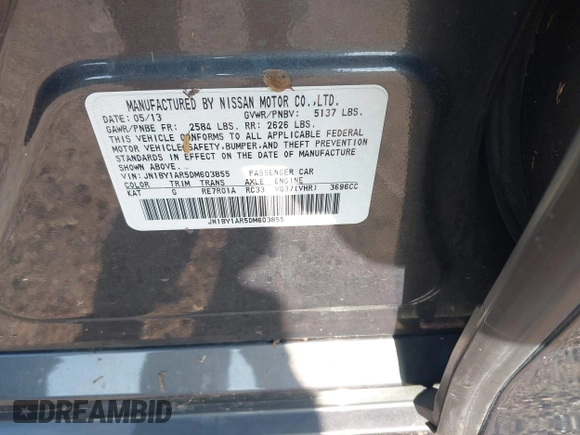 MANUFACTURED BY NISSAN MOTOR CO.,LTD.
DATE: 05/13 GVWR/PNBV: 5137 LBS.
GAWR/PNBE FR: 2584 LBS. RR: 2626 LBS.
THIS VEHICLE CONFORMS TO ALL APPLICABLE FEDERAL
MOTOR VEHICLE SAFETY,BUMPER,AND THEFT PREVENTION
STANDARDS IN EFFECT ON THE DATE OF MANUFACTURE
SHOWN ABOVE.
VIN: JN1BY1AR5DM603855 PASSENGER CAR
COLOR TRIM TRANS AXLE ENGINE
KAT G RE7R01A RC33 VQ37(VHR) 3696CC
JN1BY1AR5DM603855
DREAMBID